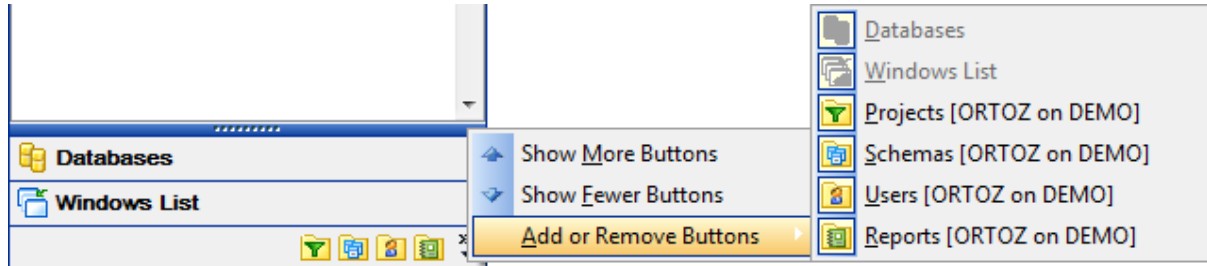 Databases
Windows List
Show More Buttons
Show Fewer Buttons
Add or Remove Buttons
Databases
Windows List
Projects [ORTOZ on DEMO]
Schemas [ORTOZ on DEMO]
Users [ORTOZ on DEMO]
Reports [ORTOZ on DEMO]